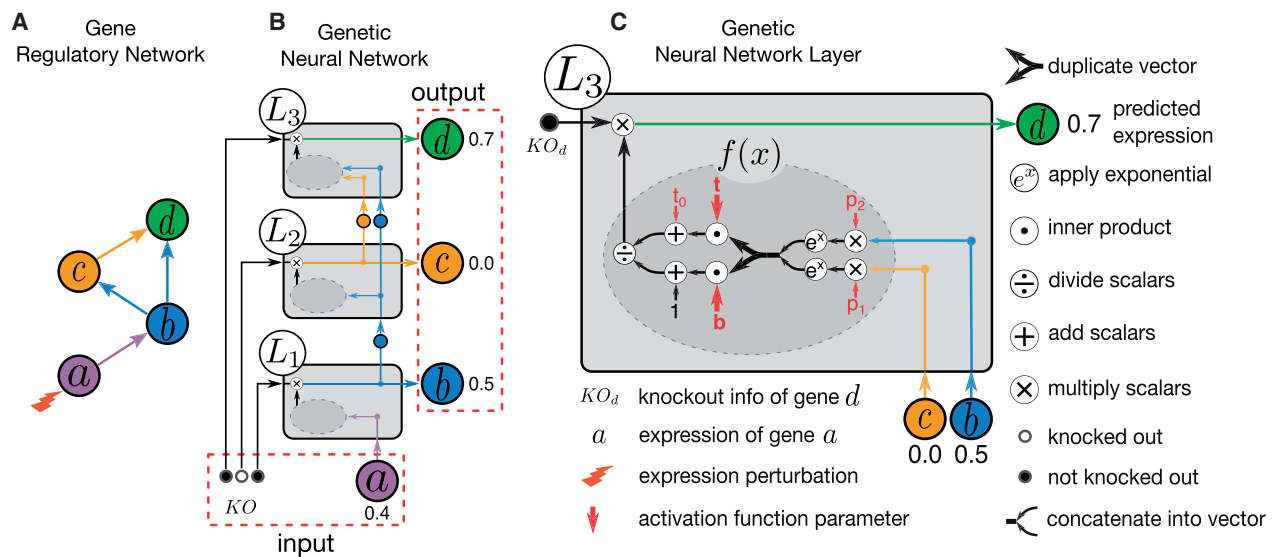 A
Gene
Regulatory Network
d
c
b
a
B
Genetic
Neural Network
output
L3
×
d 0.7
L2
×
c 0.0
L1
×
b 0.5
KO
a
0.4
input
C
Genetic
Neural Network Layer
L3
KOd
×
f(x)
t
t0
p2
+ • ex ×
÷
+ • ex ×
1
b
p1
c b
0.0 0.5
KOd knockout info of gene d
a expression of gene a
expression perturbation
activation function parameter
duplicate vector
d 0.7 predicted
expression
ex apply exponential
• inner product
÷ divide scalars
+ add scalars
× multiply scalars
knocked out
not knocked out
concatenate into vector